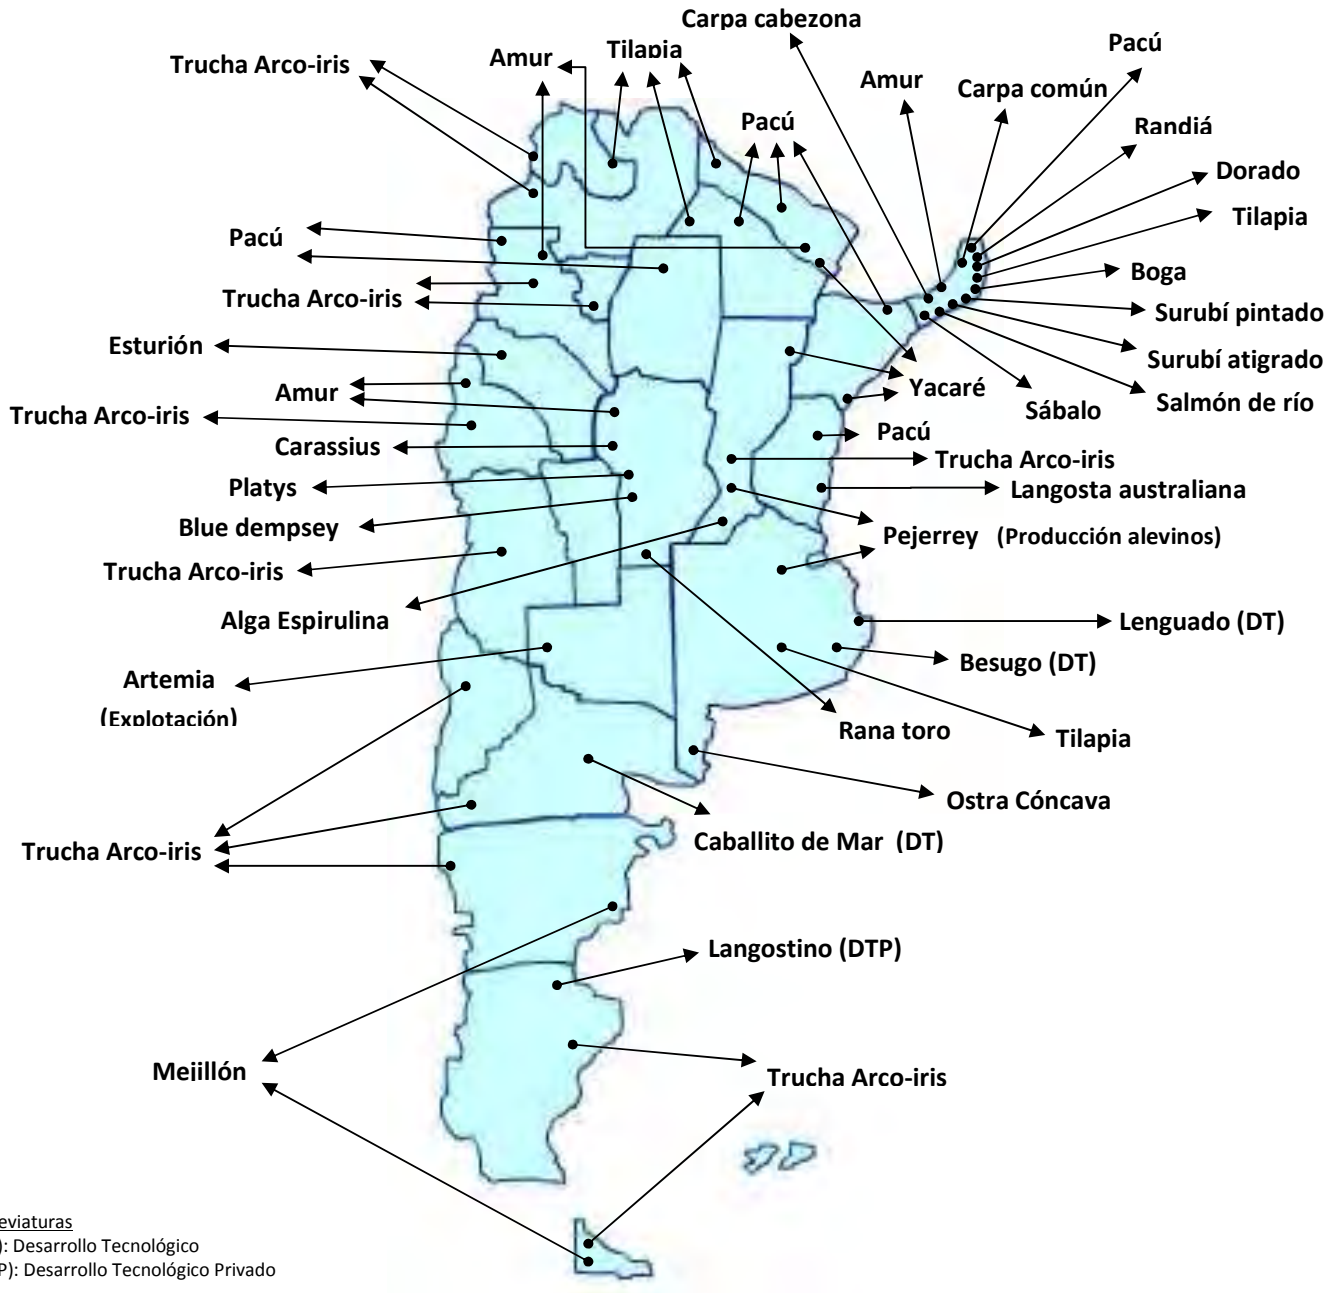 Carpa cabezona
Pacú
Amur
Tilapia
Trucha Arco-iris
Amur
Carpa común
Pacú
Randiá
Dorado
Tilapia
Pacú
Boga
Trucha Arco-iris
Surubí pintado
Esturión
Surubí atigrado
Yacaré
Amur
Salmón de río
Sábalo
Trucha Arco-iris
Pacú
Carassius
Trucha Arco-iris
Platys
Langosta australiana
Blue dempsey
Pejerrey (Producción alevinos)
Trucha Arco-iris
Alga Espirulina
Lenguado (DT)
Besugo (DT)
Artemia
(Explotación)
Rana toro
Tilapia
Ostra Cóncava
Caballito de Mar (DT)
Trucha Arco-iris
Langostino (DTP)
Mejillón
Trucha Arco-iris
eviaturas
): Desarrollo Tecnológico
P): Desarrollo Tecnológico Privado